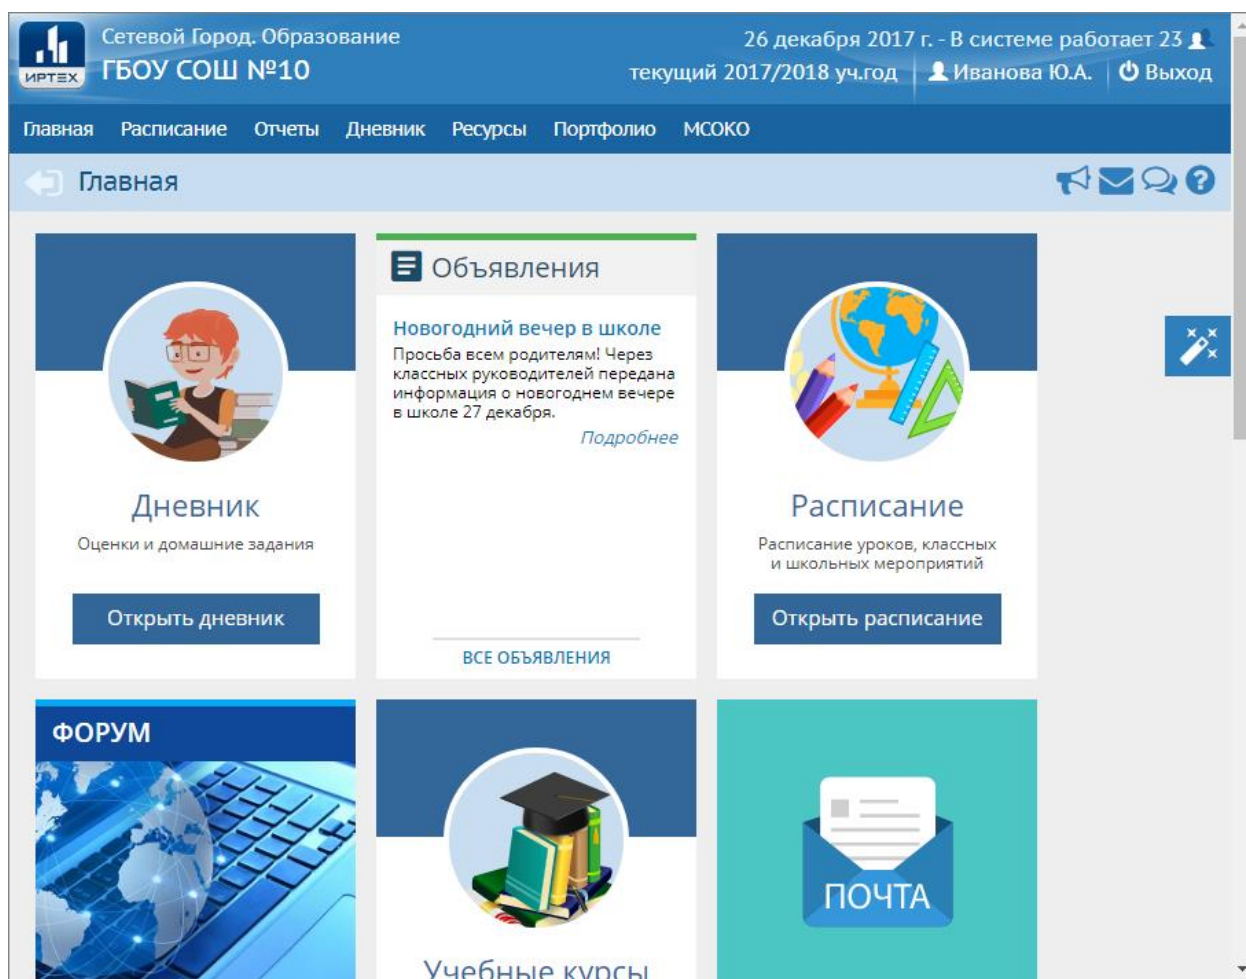 Сетевой Город. Образование
ГБОУ СОШ №10
ИРТЕХ
26 декабря 2017 г. - В системе работает 23
текущий 2017/2018 уч.год Иванова Ю.А. Выход
Главная Расписание Отчеты Дневник Ресурсы Портфолио МСОКО
Главная
Дневник
Оценки и домашние задания
Открыть дневник
Объявления
Новогодний вечер в школе
Просьба всем родителям! Через
классных руководителей передана
информация о новогоднем вечере
в школе 27 декабря.
Подробнее
ВСЕ ОБЪЯВЛЕНИЯ
Расписание
Расписание уроков, классных
и школьных мероприятий
Открыть расписание
ФОРУМ
Учебные курсы
ПОЧТА